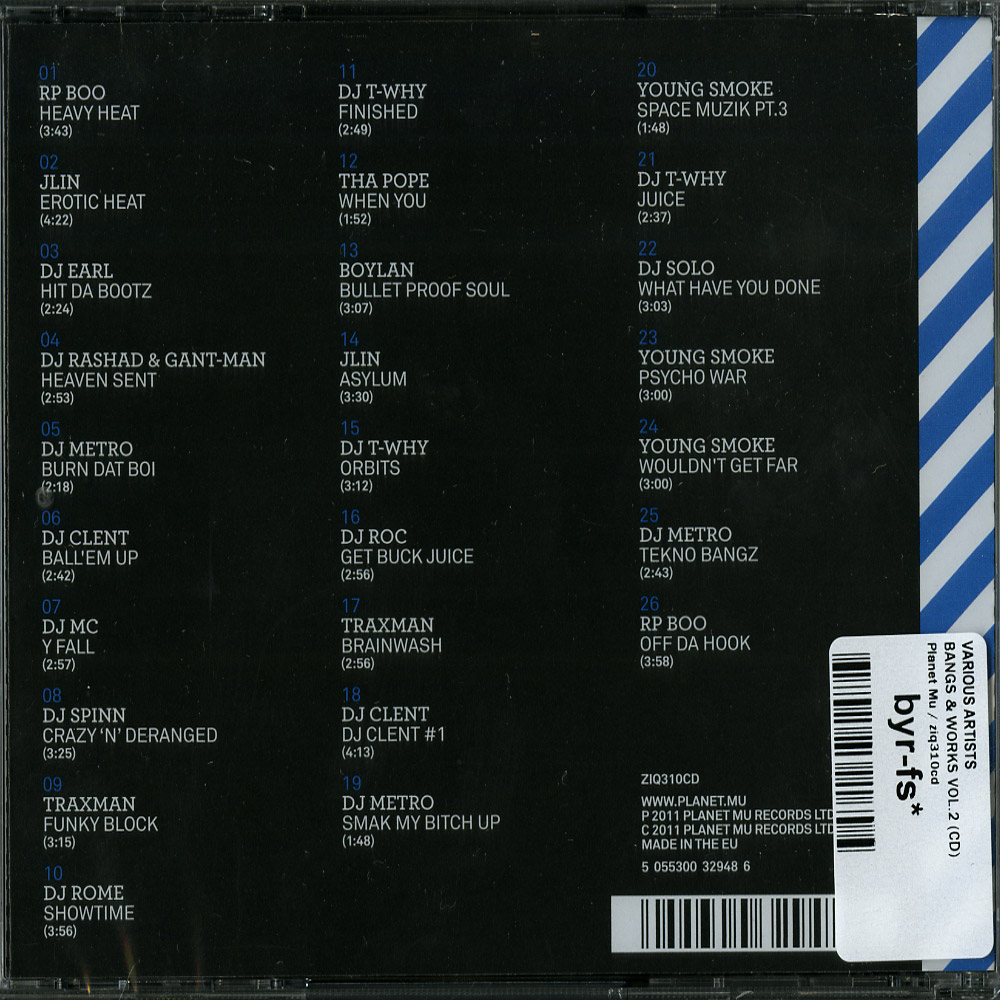 01
RP BOO
HEAVY HEAT
(3:43)
02
JLIN
EROTIC HEAT
(4:22)
03
DJ EARL
HIT DA BOOTZ
(2:24)
04
DJ RASHAD & GANT-MAN
HEAVEN SENT
(2:53)
05
DJ METRO
BURN DAT BOI
(2:18)
06
DJ CLENT
BALL'EM UP
(2:42)
07
DJ MC
Y FALL
(2:57)
08
DJ SPINN
CRAZY ‘N’ DERANGED
(3:25)
09
TRAXMAN
FUNKY BLOCK
(3:15)
10
DJ ROME
SHOWTIME
(3:56)
11
DJ T-WHY
FINISHED
(2:49)
12
THA POPE
WHEN YOU
(1:52)
13
BOYLAN
BULLET PROOF SOUL
(3:07)
14
JLIN
ASYLUM
(3:30)
15
DJ T-WHY
ORBITS
(3:12)
16
DJ ROC
GET BUCK JUICE
(2:56)
17
TRAXMAN
BRAINWASH
(2:56)
18
DJ CLENT
DJ CLENT #1
(4:13)
19
DJ METRO
SMAK MY BITCH UP
(1:48)
20
YOUNG SMOKE
SPACE MUZIK PT.3
(1:48)
21
DJ T-WHY
JUICE
(2:37)
22
DJ SOLO
WHAT HAVE YOU DONE
(3:03)
23
YOUNG SMOKE
PSYCHO WAR
(3:00)
24
YOUNG SMOKE
WOULDN'T GET FAR
(3:00)
25
DJ METRO
TEKNO BANGZ
(2:43)
26
RP BOO
OFF DA HOOK
(3:58)
ZIQ310CD
WWW.PLANET.MU
P 2011 PLANET MU RECORDS LTD
C 2011 PLANET MU RECORDS LTD
MADE IN THE EU
5 055300 32948 6
VARIOUS ARTISTS
BANGS & WORKS VOL.2 (CD)
Planet Mu / ziq310cd
byr-fs*